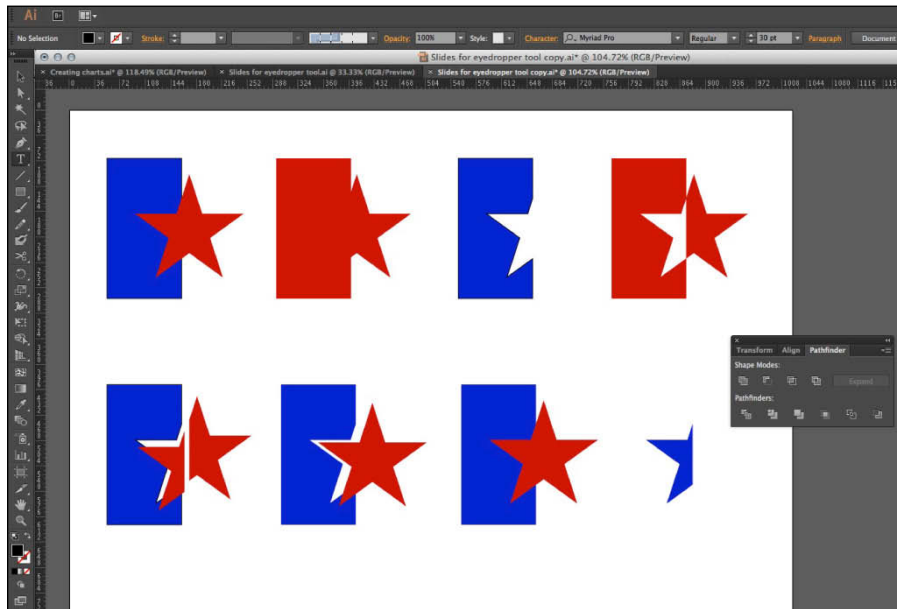 Ai Br
No Selection Stroke: Opacity: 100% Style: Character: Myriad Pro Regular 30 pt Paragraph Document
Slides for eyedropper tool copy.ai* @ 104.72% (RGB/Preview)
× Creating charts.ai* @ 118.49% (RGB/Preview) × Slides for eyedropper tool.ai @ 33.33% (RGB/Preview) × Slides for eyedropper tool copy.ai* @ 104.72% (RGB/Preview)
36 0 36 72 108 144 180 216 252 288 324 360 396 432 468 504 540 576 612 648 684 720 756 792 828 864 900 936 972 1008 1044 1080 1116 115
Transform Align Pathfinder
Shape Modes:
Expand
Pathfinders: